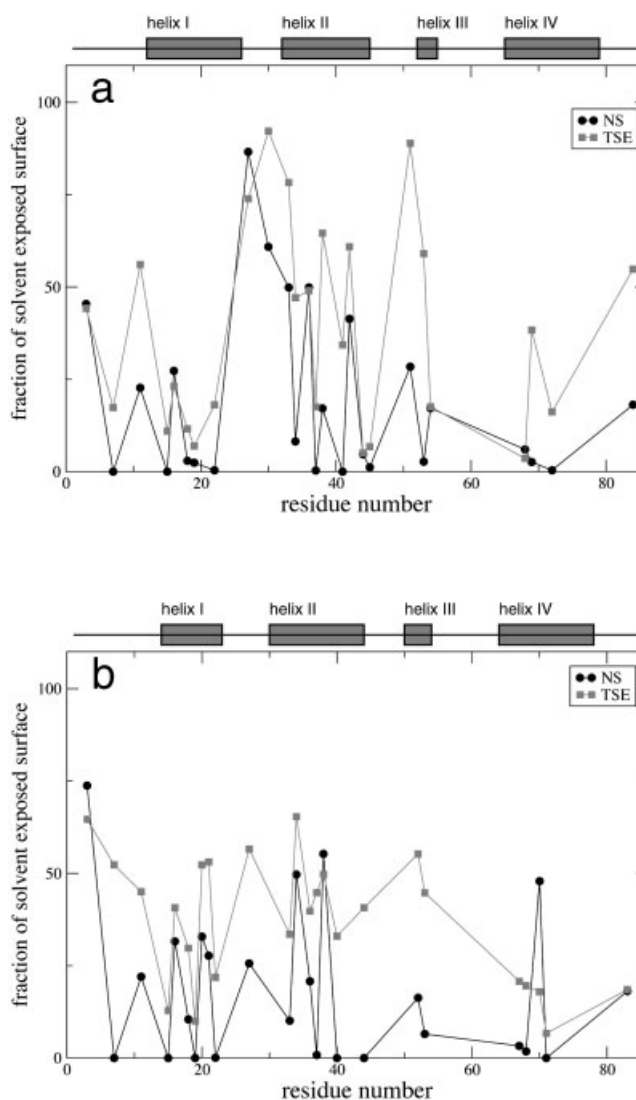 helix I helix II helix III helix IV
a
100
NS
TSE
50
0
fraction of solvent exposed surface
0 20 40 60 80
residue number
helix I helix II helix III helix IV
b
100
NS
TSE
50
0
fraction of solvent exposed surface
0 20 40 60 80
residue number